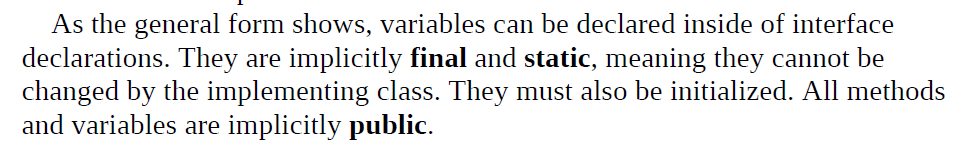 As the general form shows, variables can be declared inside of interface
declarations. They are implicitly final and static, meaning they cannot be
changed by the implementing class. They must also be initialized. All methods
and variables are implicitly public.